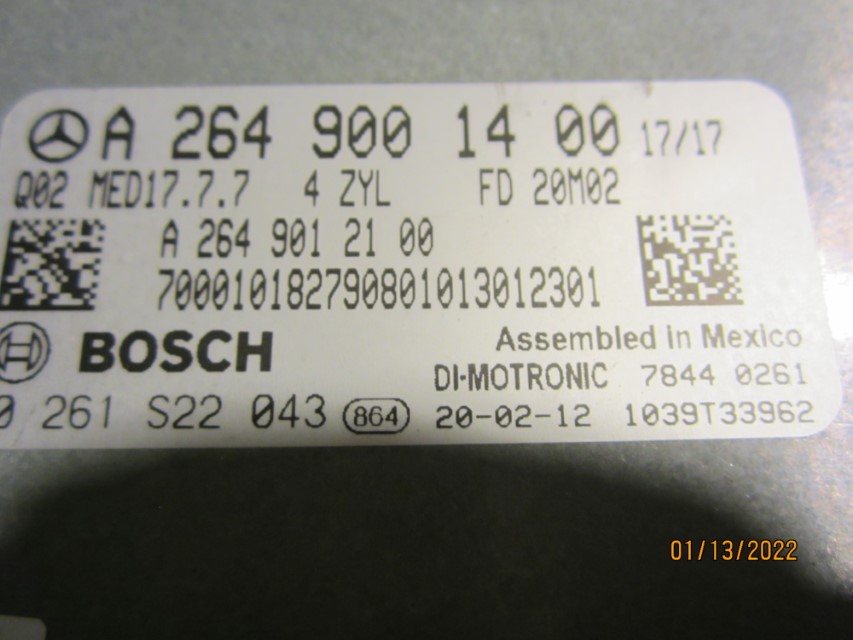 A 264 900 14 00 17/17
Q02 MED17.7.7 4 ZYL FD 20M02
A 264 901 21 00
700010182790801013012301
BOSCH
Assembled in Mexico
DI-MOTRONIC 7844 0261
0 261 S22 043 864 20-02-12 1039T33962
01/13/2022